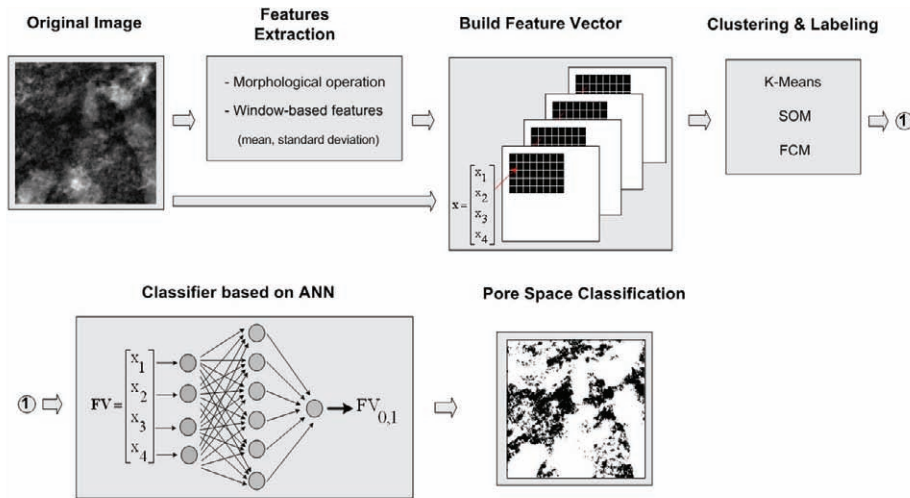 Original Image
Features
Extraction
Build Feature Vector
Clustering & Labeling
- Morphological operation
- Window-based features
(mean, standard deviation)
x = [x1 x2 x3 x4]
K-Means
SOM
FCM
1
Classifier based on ANN
Pore Space Classification
1
FV = [x1 x2 x3 x4]
FV0,1